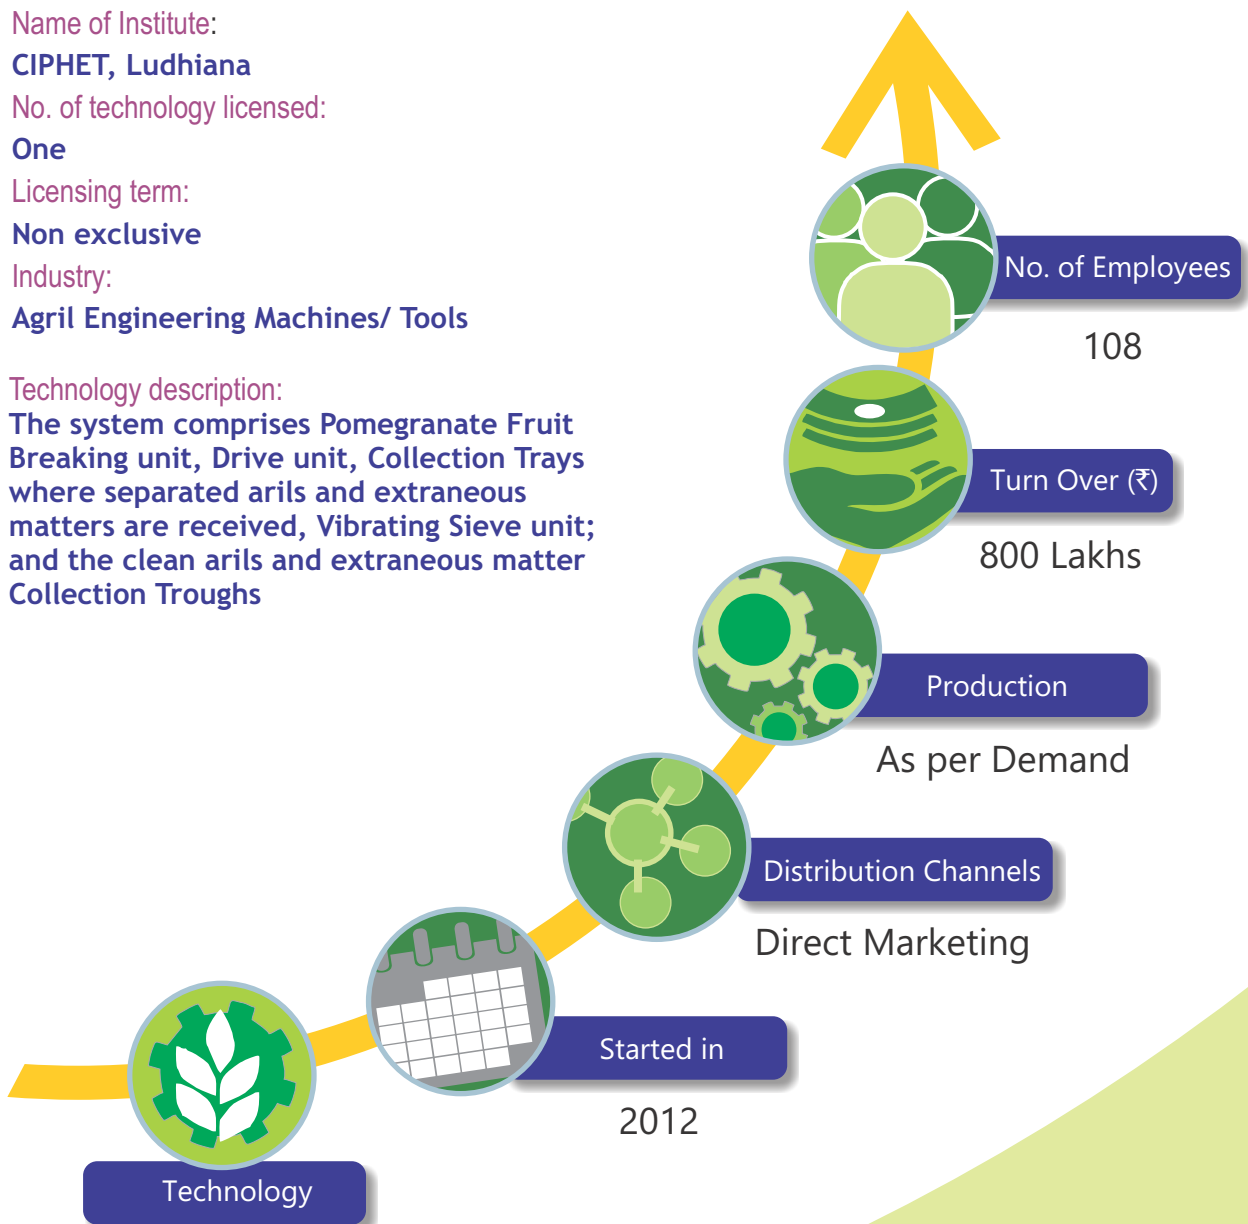 Name of Institute:
CIPHET, Ludhiana
No. of technology licensed:
One
Licensing term:
Non exclusive
Industry:
Agril Engineering Machines/ Tools
Technology description:
The system comprises Pomegranate Fruit
Breaking unit, Drive unit, Collection Trays
where separated arils and extraneous
matters are received, Vibrating Sieve unit;
and the clean arils and extraneous matter
Collection Troughs
No. of Employees
108
Turn Over (₹)
800 Lakhs
Production
As per Demand
Distribution Channels
Direct Marketing
Started in
2012
Technology